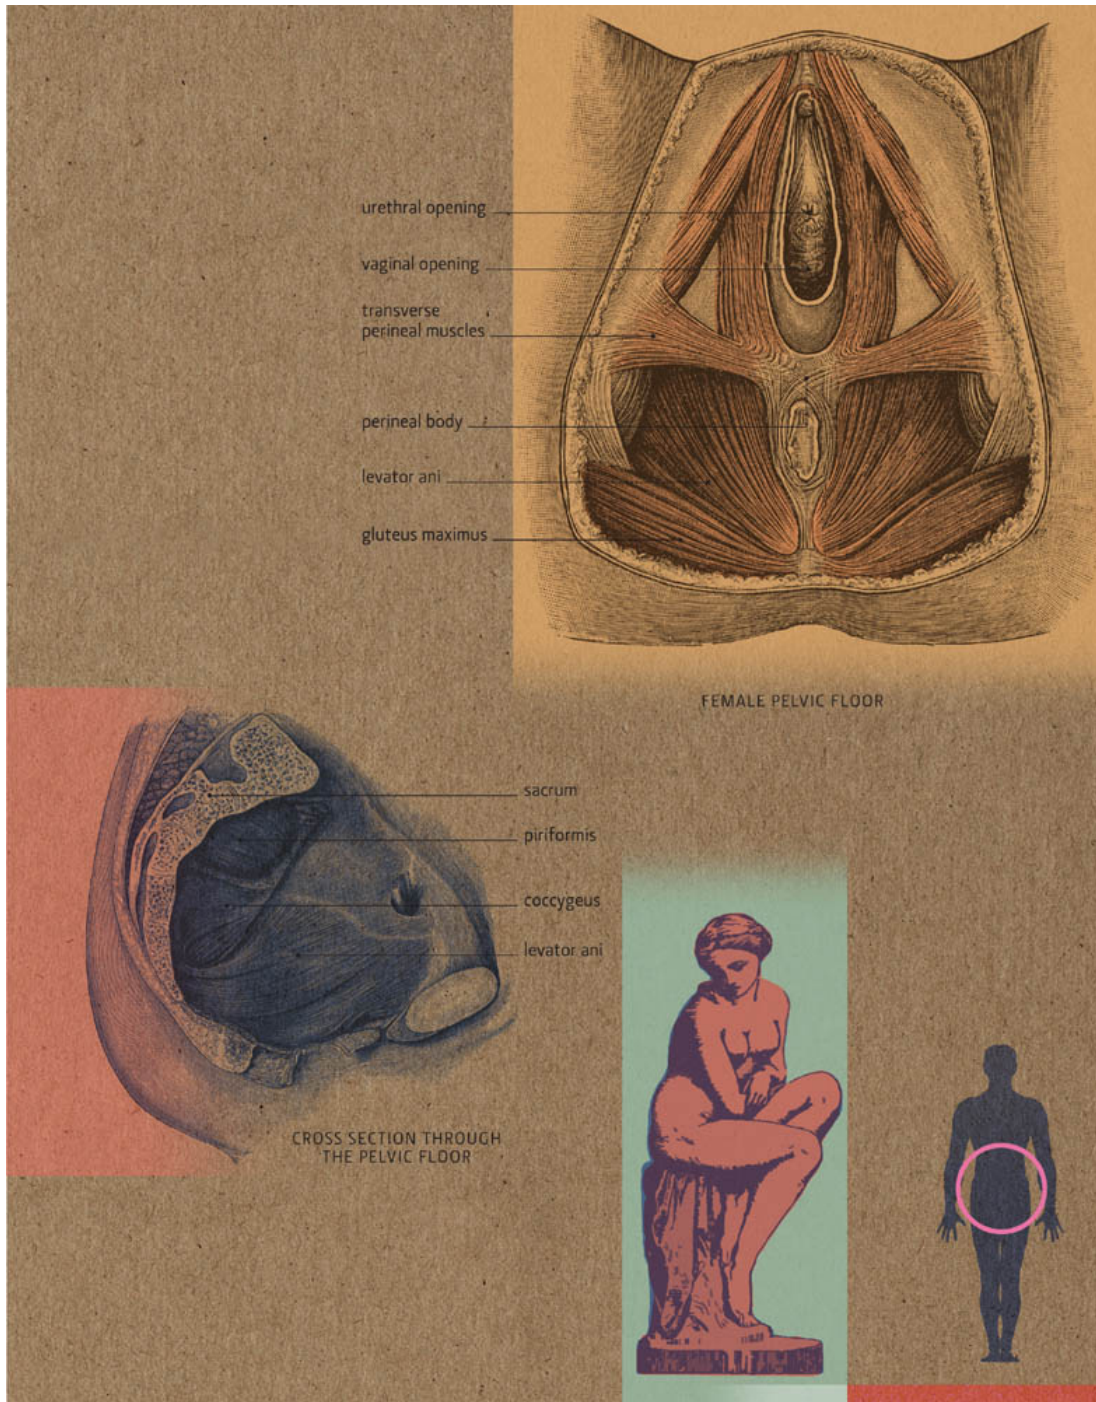 urethral opening
vaginal opening
transverse
perineal muscles
perineal body
levator ani
gluteus maximus
FEMALE PELVIC FLOOR
sacrum
piriformis
coccygeus
levator ani
CROSS SECTION THROUGH
THE PELVIC FLOOR